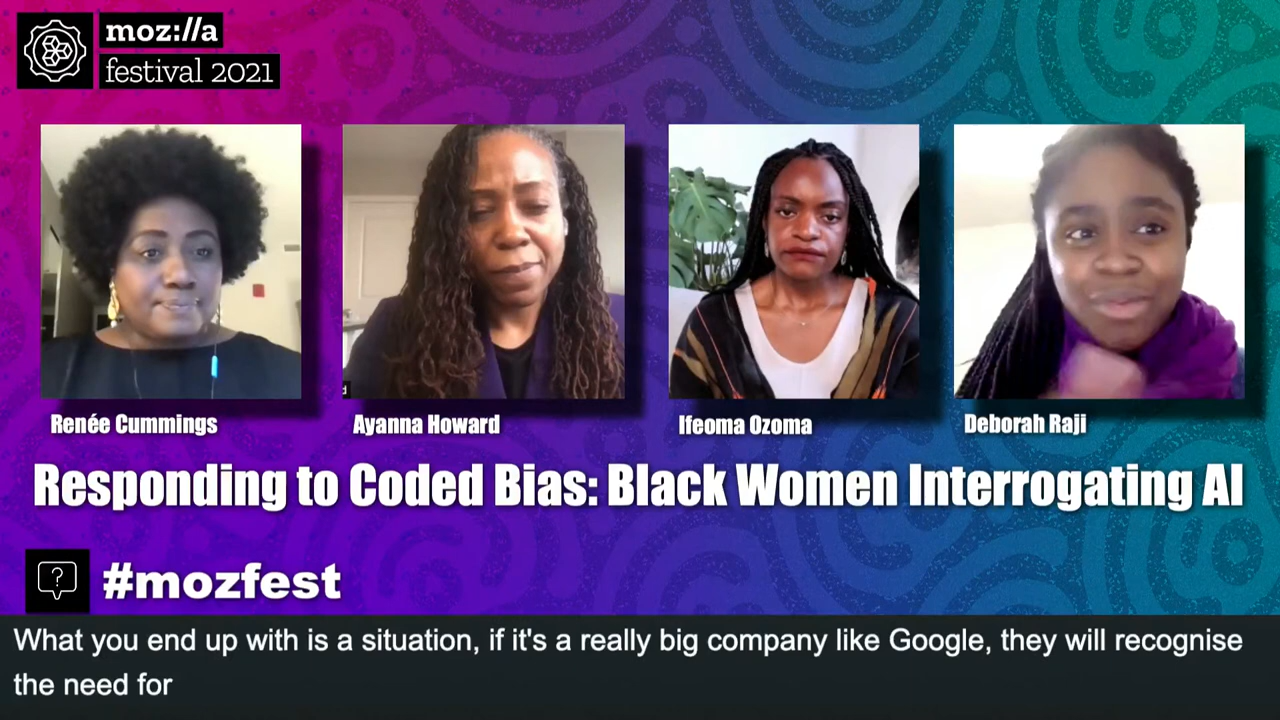 moz://a
festival 2021
Renée Cummings
Ayanna Howard
Ifeoma Ozoma
Deborah Raji
Responding to Coded Bias: Black Women Interrogating AI
?
#mozfest
What you end up with is a situation, if it's a really big company like Google, they will recognise
the need for